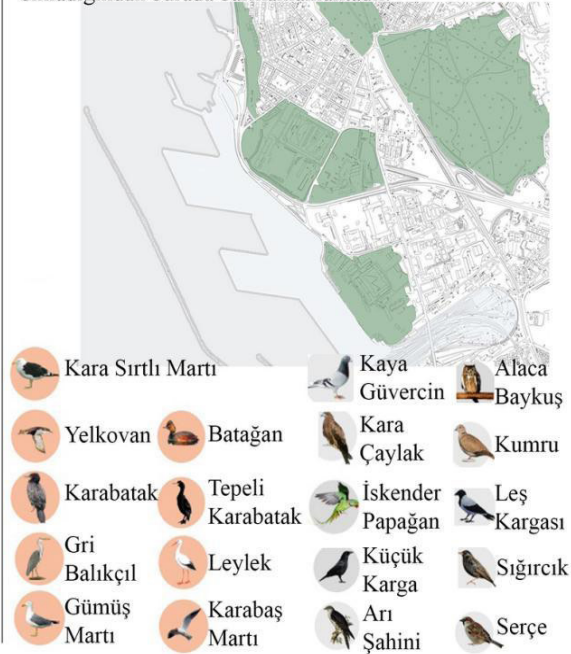 Kara Sırtlı Martı
Yelkovan
Batağan
Karabatak
Tepeli
Karabatak
Gri
Balıkçıl
Leylek
Gümüş
Martı
Karabaş
Martı
Kaya
Güvercin
Alaca
Baykuş
Kara
Çaylak
Kumru
İskender
Papağan
Leş
Kargası
Küçük
Karga
Sığırcık
Arı
Şahini
Serçe